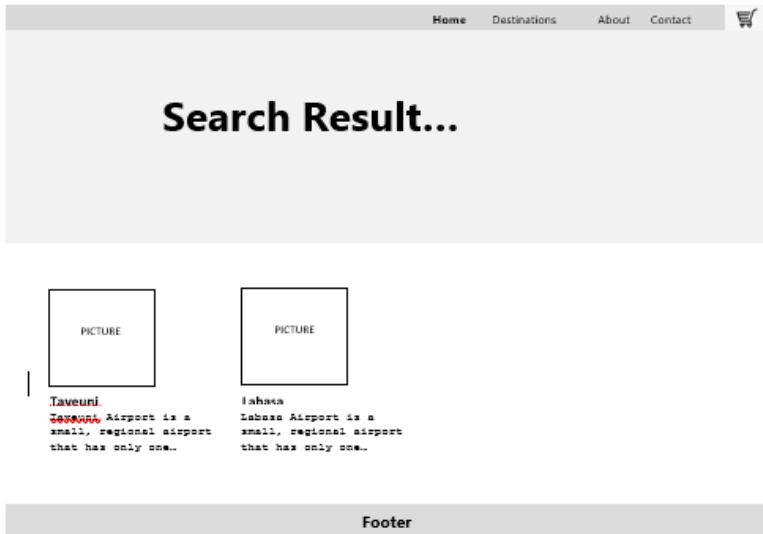 Home Destinations About Contact
Search Result...
PICTURE
PICTURE
Taveuni
Taveuni Airport is a
small, regional airport
that has only one…
Labasa
Labasa Airport is a
small, regional airport
that has only one…
Footer